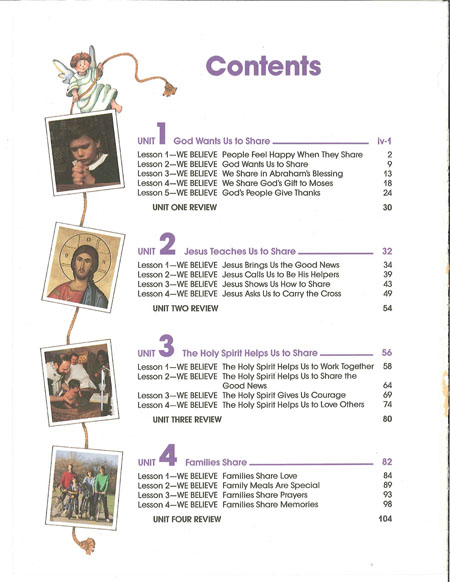 Contents
UNIT 1 God Wants Us to Share iv-1
Lesson 1—WE BELIEVE People Feel Happy When They Share 2
Lesson 2—WE BELIEVE God Wants Us to Share 9
Lesson 3—WE BELIEVE We Share in Abraham's Blessing 13
Lesson 4—WE BELIEVE We Share God's Gift to Moses 18
Lesson 5—WE BELIEVE God's People Give Thanks 24
UNIT ONE REVIEW 30
UNIT 2 Jesus Teaches Us to Share 32
Lesson 1—WE BELIEVE Jesus Brings Us the Good News 34
Lesson 2—WE BELIEVE Jesus Calls Us to Be His Helpers 39
Lesson 3—WE BELIEVE Jesus Shows Us How to Share 43
Lesson 4—WE BELIEVE Jesus Asks Us to Carry the Cross 49
UNIT TWO REVIEW 54
UNIT 3 The Holy Spirit Helps Us to Share 56
Lesson 1—WE BELIEVE The Holy Spirit Helps Us to Work Together 58
Lesson 2—WE BELIEVE The Holy Spirit Helps Us to Share the
Good News 64
Lesson 3—WE BELIEVE The Holy Spirit Gives Us Courage 69
Lesson 4—WE BELIEVE The Holy Spirit Helps Us to Love Others 74
UNIT THREE REVIEW 80
UNIT 4 Families Share 82
Lesson 1—WE BELIEVE Families Share Love 84
Lesson 2—WE BELIEVE Family Meals Are Special 89
Lesson 3—WE BELIEVE Families Share Prayers 93
Lesson 4—WE BELIEVE Families Share Memories 98
UNIT FOUR REVIEW 104